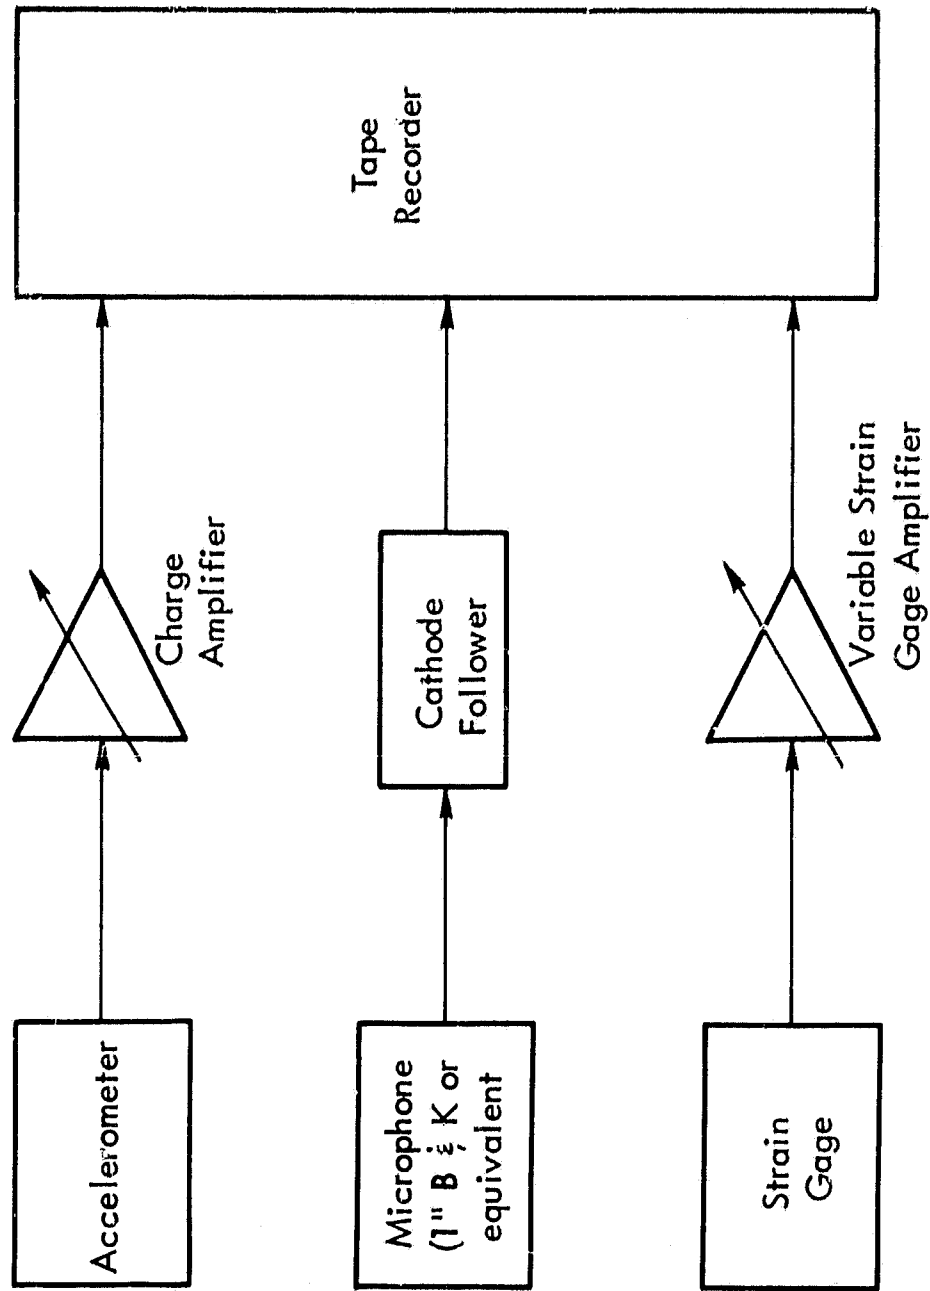 Accelerometer
Charge
Amplifier
Microphone
(1" B & K or
equivalent
Cathode
Follower
Tape
Recorder
Strain
Gage
Variable Strain
Gage Amplifier